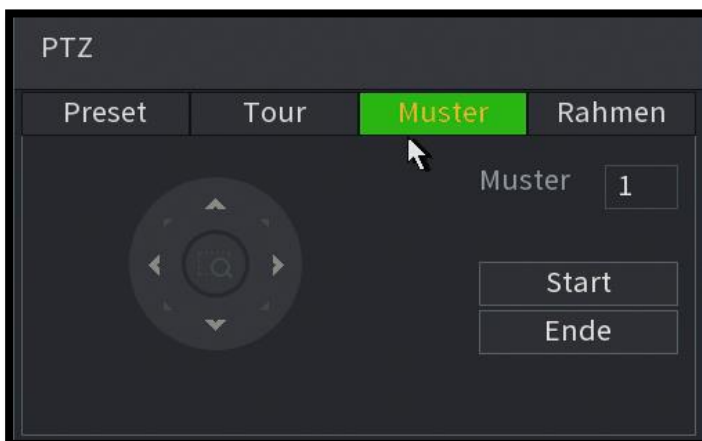 PTZ
Preset Tour Muster Rahmen
Muster 1
Start
Ende